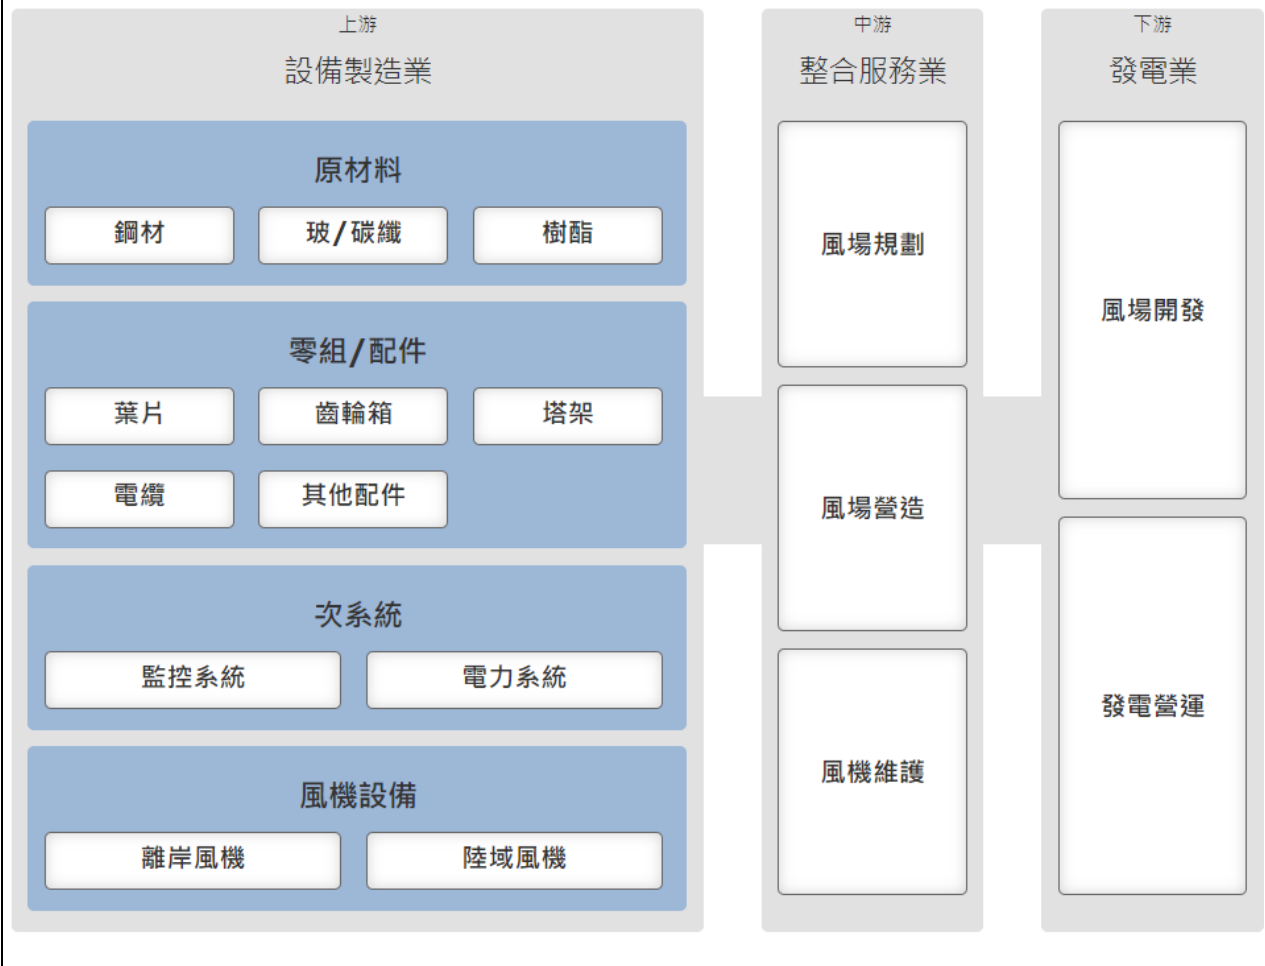 上游
設備製造業
原材料
鋼材
玻/碳纖
樹酯
零組/配件
葉片
齒輪箱
塔架
電纜
其他配件
次系統
監控系統
電力系統
風機設備
離岸風機
陸域風機
中游
整合服務業
風場規劃
風場營造
風機維護
下游
發電業
風場開發
發電營運